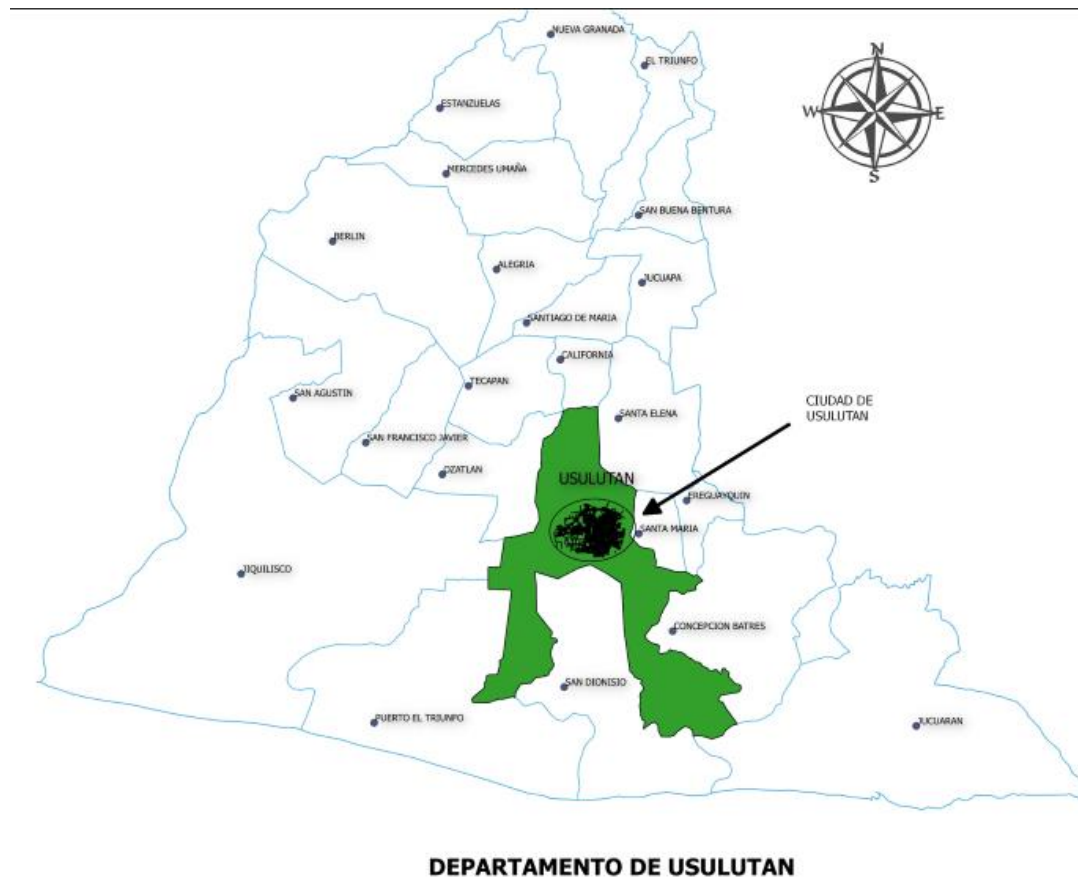 NUEVA GRANADA
N
EL TRIUNFO
ESTANZUELAS
W
E
MERCEDES UMAÑA
S
SAN BUENA BENTURA
BERLIN
ALEGRIA
JUCUAPA
SANTIAGO DE MARIA
CALIFORNIA
TECAPAN
SAN AGUSTIN
CIUDAD DE
USULUTAN
SANTA ELENA
SAN FRANCISCO JAVIER
OZATLAN
USULUTAN
EREGUAYQUIN
SANTA MARIA
JIQUILISCO
CONCEPCION BATRES
SAN DIONISIO
PUERTO EL TRIUNFO
JUCUARAN
DEPARTAMENTO DE USULUTAN